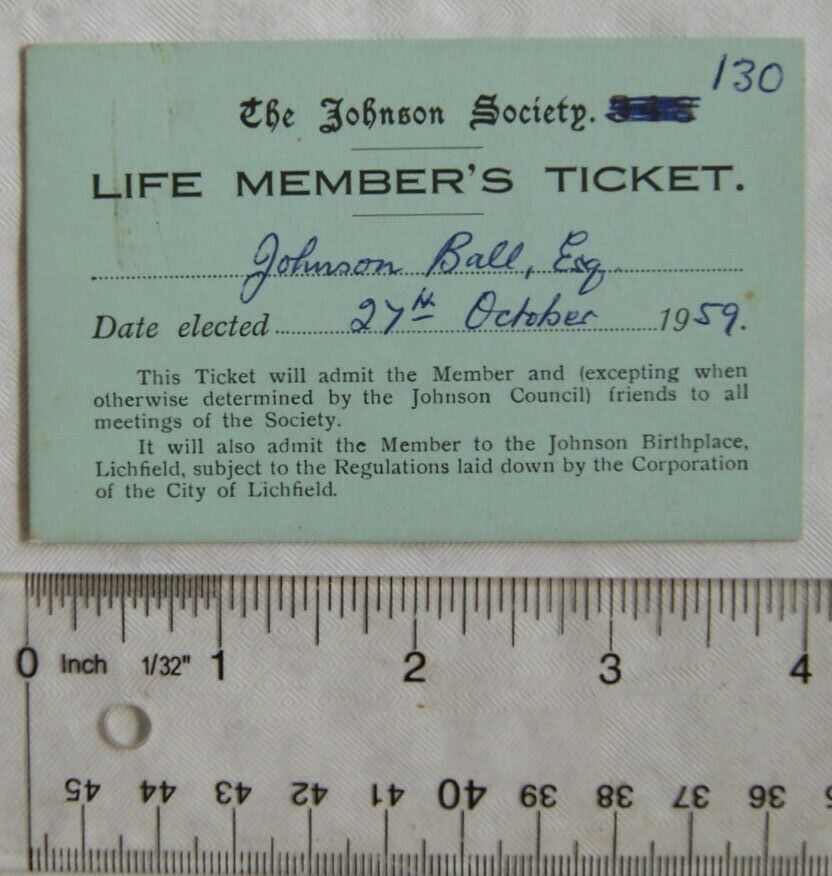 130
The Johnson Society.
LIFE MEMBER'S TICKET.
Johnson Ball, Esq
Date elected 27th October 1959.
This Ticket will admit the Member and (excepting when
otherwise determined by the Johnson Council) friends to all
meetings of the Society.
It will also admit the Member to the Johnson Birthplace,
Lichfield, subject to the Regulations laid down by the Corporation
of the City of Lichfield.
0 Inch 1/32" 1 2 3 4
45 44 43 42 41 40 39 38 37 36